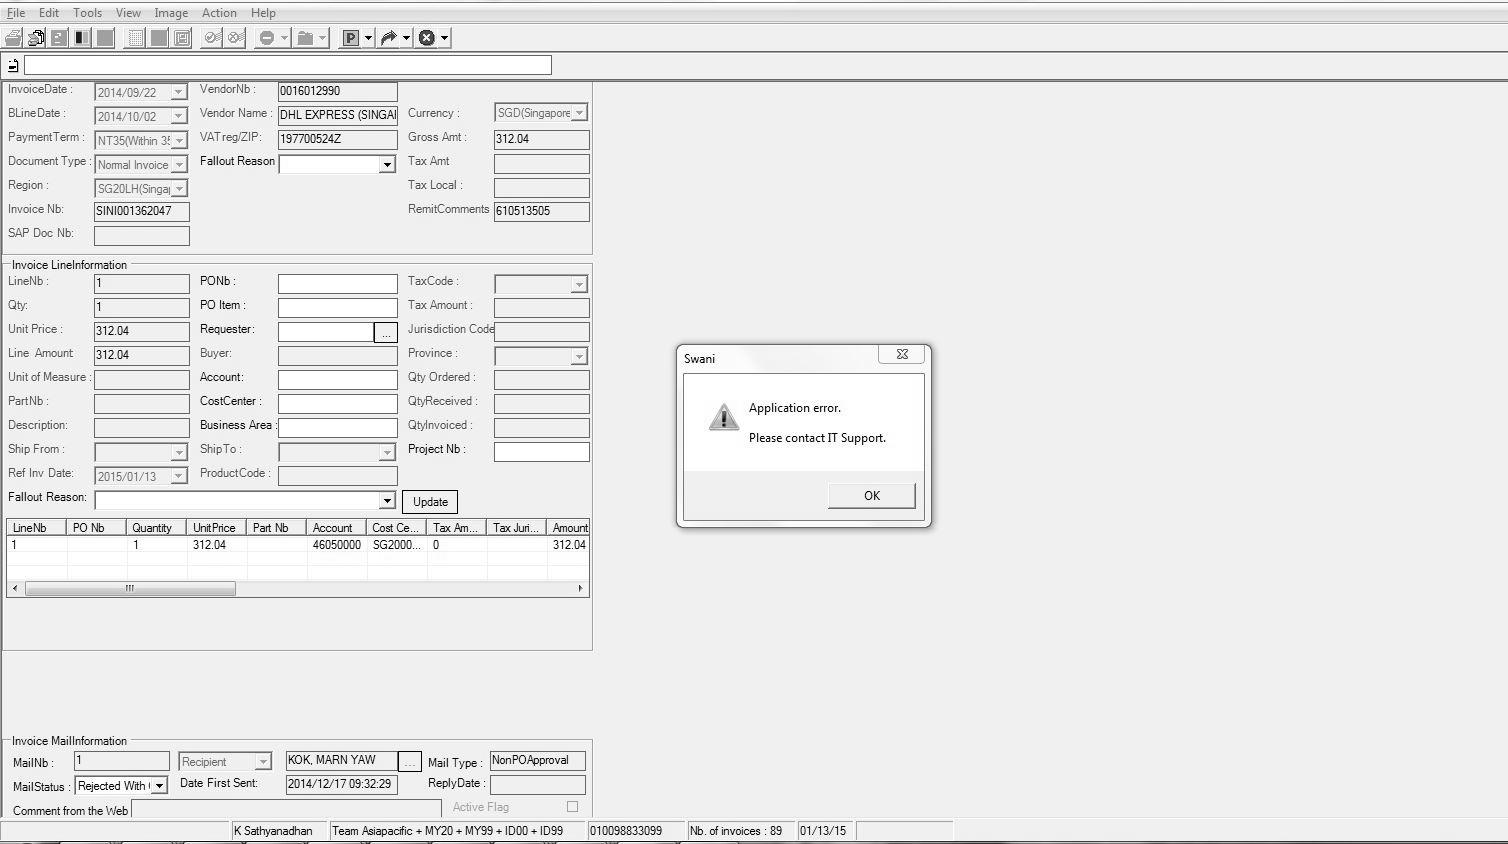 File Edit Tools View Image Action Help
InvoiceDate : 2014/09/22 VendorNb : 0016012990
BLineDate : 2014/10/02 Vendor Name : DHL EXPRESS (SINGAI Currency : SGD(Singapore
PaymentTerm : NT35(Within 35 VATreg/ZIP: 197700524Z Gross Amt : 312.04
Document Type : Normal Invoice Fallout Reason Tax Amt
Region : SG20LH(Singap Tax Local :
Invoice Nb: SINI001362047 RemitComments 610513505
SAP Doc Nb:
Invoice LineInformation
LineNb : 1 PONb : TaxCode :
Qty: 1 PO Item : Tax Amount :
Unit Price : 312.04 Requester: ... Jurisdiction Code
Line Amount 312.04 Buyer: Province :
Unit of Measure : Account: Qty Ordered :
PartNb : CostCenter : QtyReceived :
Description: Business Area : QtyInvoiced :
Ship From : ShipTo : Project Nb :
Ref Inv Date: 2015/01/13 ProductCode :
Fallout Reason: Update
LineNb PO Nb Quantity UnitPrice Part Nb Account Cost Ce... Tax Am... Tax Juri... Amount
1 1 312.04 46050000 SG2000... 0 312.04
Swani
Application error.
Please contact IT Support.
OK
Invoice MailInformation
MailNb : 1 Recipient KOK, MARN YAW ... Mail Type : NonPOApproval
MailStatus : Rejected With Date First Sent: 2014/12/17 09:32:29 ReplyDate :
Comment from the Web Active Flag
K Sathyanadhan Team Asiapacific + MY20 + MY99 + ID00 + ID99 010098833099 Nb. of invoices : 89 01/13/15